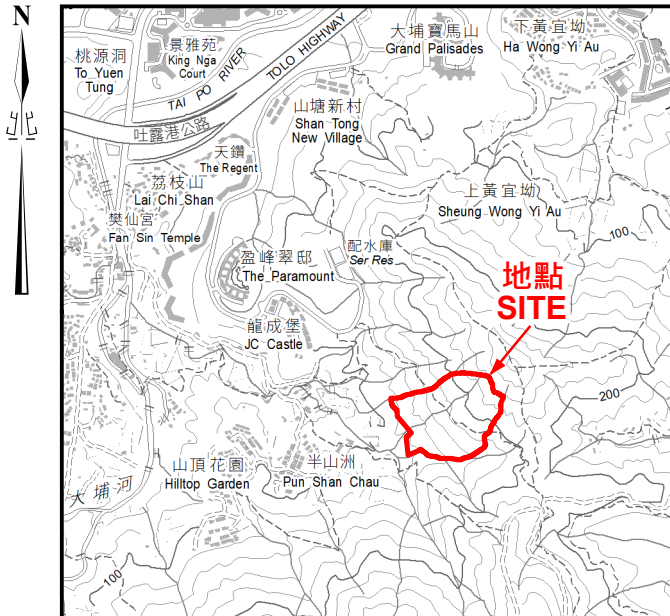 N
桃源洞
To Yuen
Tung
景雅苑
King Nga
Court
TAI PO RIVER
TOLO HIGHWAY
吐露港公路
大埔寶馬山
Grand Palisades
下黃宜坳
Ha Wong Yi Au
山塘新村
Shan Tong
New Village
天鑽
The Regent
荔枝山
Lai Chi Shan
樊仙宮
Fan Sin Temple
上黃宜坳
Sheung Wong Yi Au
100
配水庫
Ser Res
盈峰翠邸
The Paramount
地點
SITE
龍成堡
JC Castle
200
山頂花園
Hilltop Garden
半山洲
Pun Shan Chau
大埔河
100